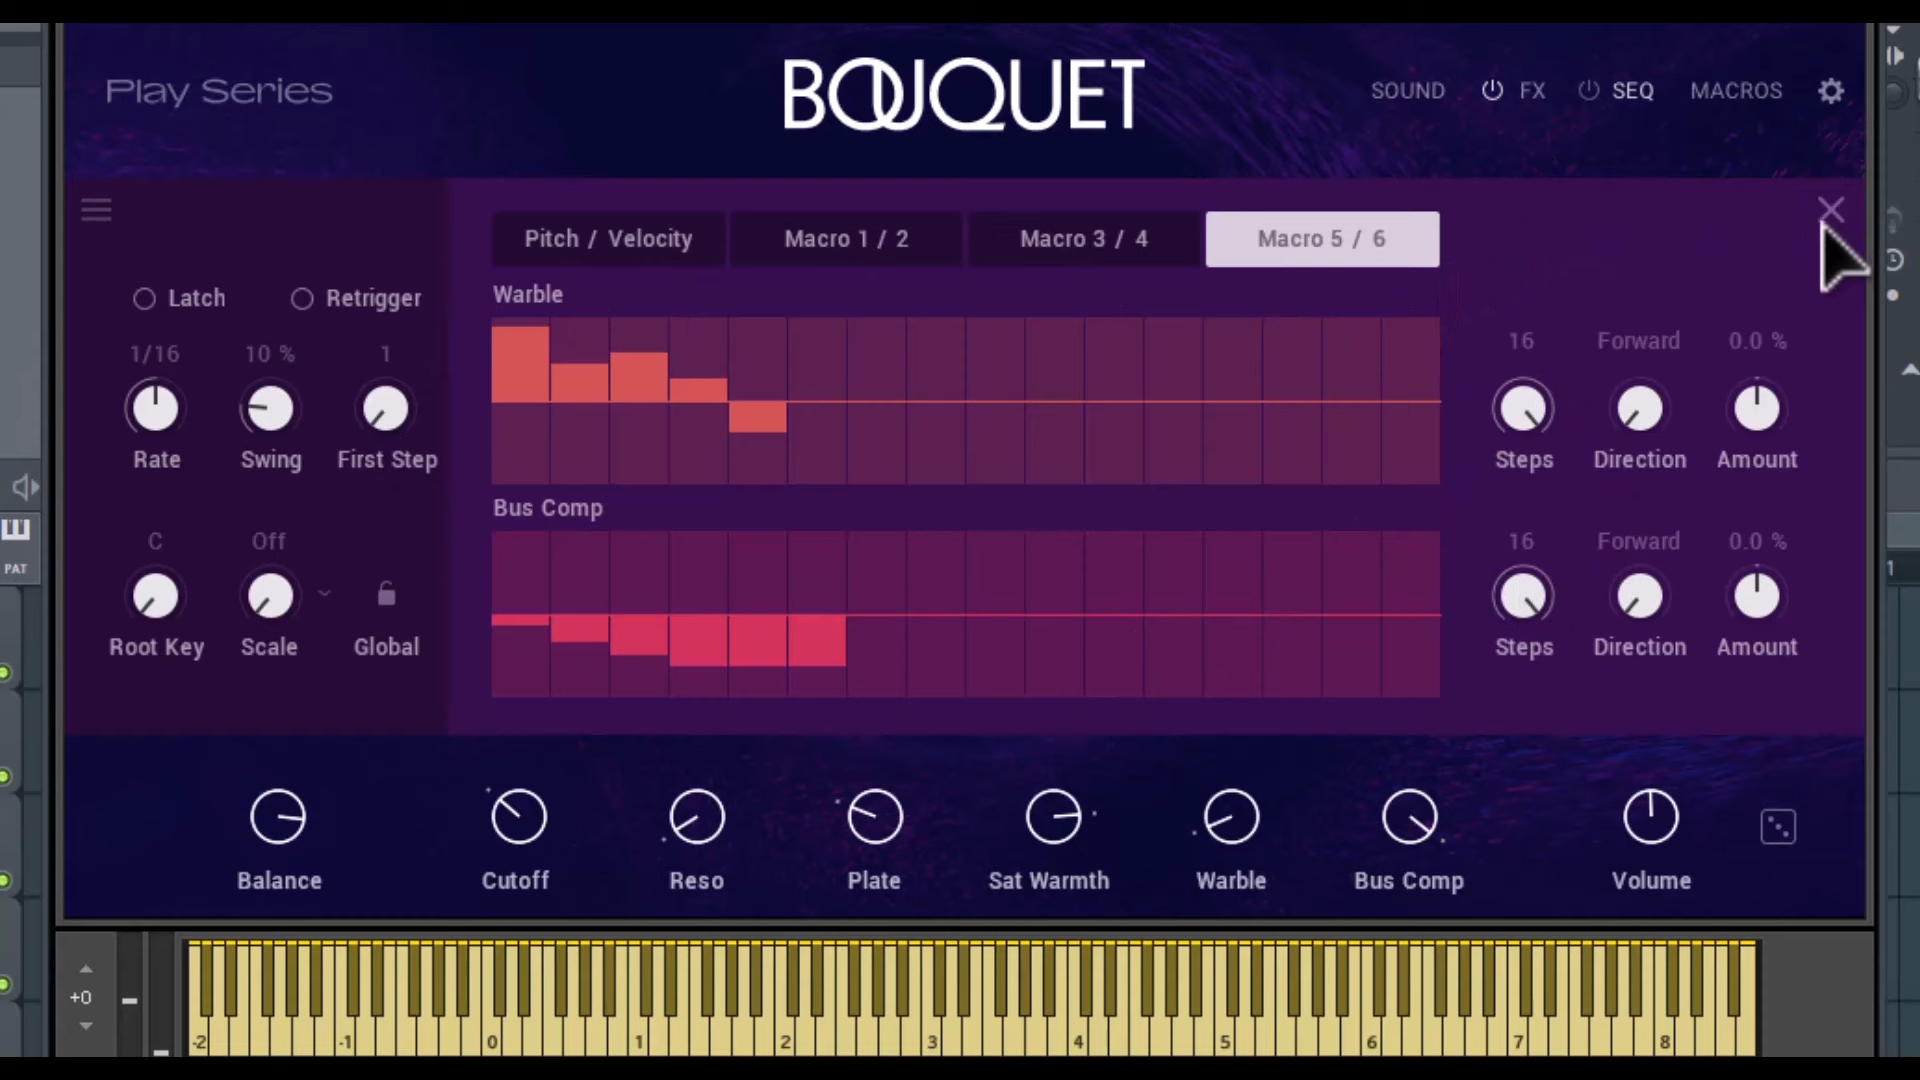 Play Series
BOUQUET
SOUND FX SEQ MACROS
Pitch / Velocity Macro 1 / 2 Macro 3 / 4 Macro 5 / 6
Latch Retrigger
Warble
1/16 10 % 1
16 Forward 0.0 %
Rate Swing First Step
Steps Direction Amount
Bus Comp
C Off
16 Forward 0.0 %
Root Key Scale Global
Steps Direction Amount
PAT
1
Balance Cutoff Reso Plate Sat Warmth Warble Bus Comp Volume
+0
-2 -1 0 1 2 3 4 5 6 7 8